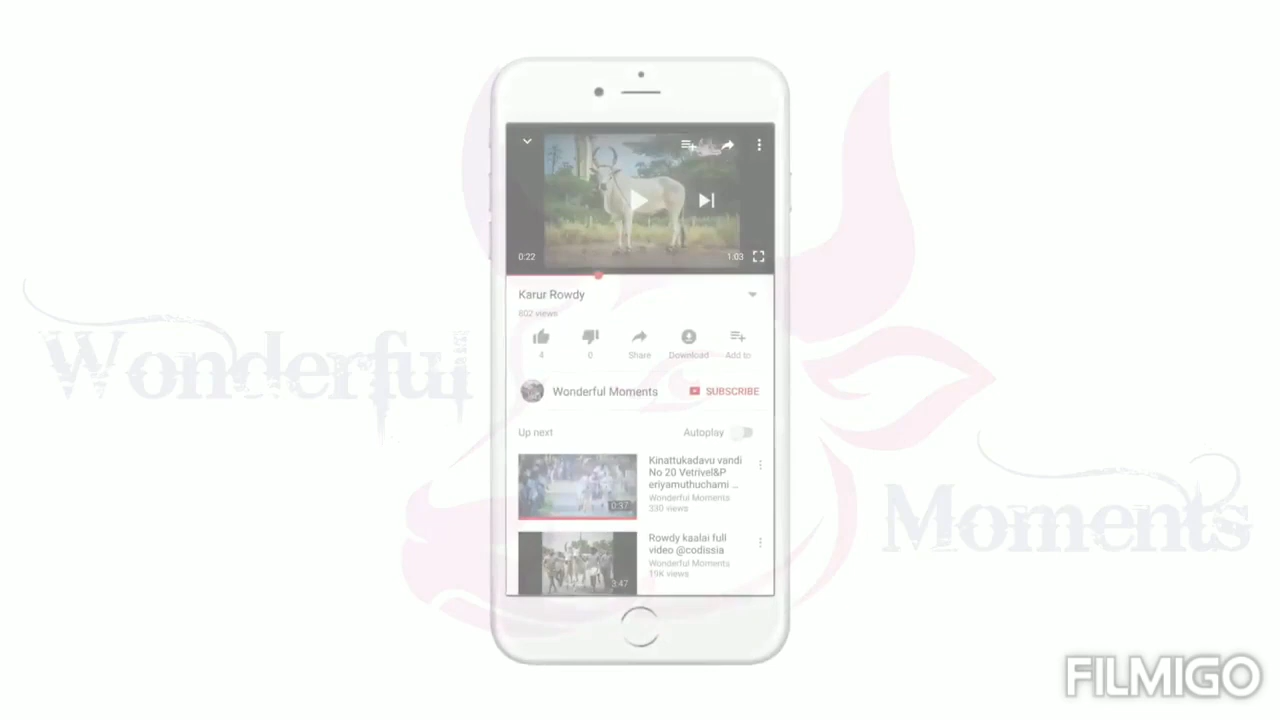 Wonderful
0:22
1:03
Karur Rowdy
802 views
4
0
Share
Download
Add to
Wonderful Moments
SUBSCRIBE
Up next
Autoplay
Kinattukadavu vandi
No 20 Vetrivel&P
eriyamuthuchami ...
Wonderful Moments
330 views
0:37
Rowdy kaalai full
video @codissia
Wonderful Moments
19K views
3:47
Moments
FILMIGO